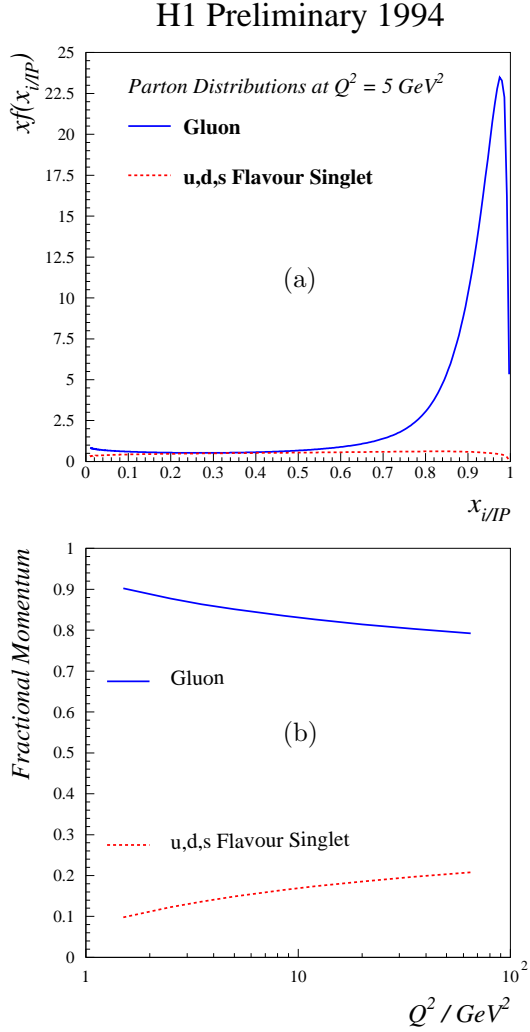 H1 Preliminary 1994
xf(x_{i/IP})
25
22.5
20
17.5
15
12.5
10
7.5
5
2.5
0
Parton Distributions at Q^2 = 5 GeV^2
Gluon
u,d,s Flavour Singlet
(a)
0 0.1 0.2 0.3 0.4 0.5 0.6 0.7 0.8 0.9 1
x_{i/IP}
Fractional Momentum
1
0.9
0.8
0.7
0.6
0.5
0.4
0.3
0.2
0.1
0
Gluon
(b)
u,d,s Flavour Singlet
1 10 10^2
Q^2 / GeV^2